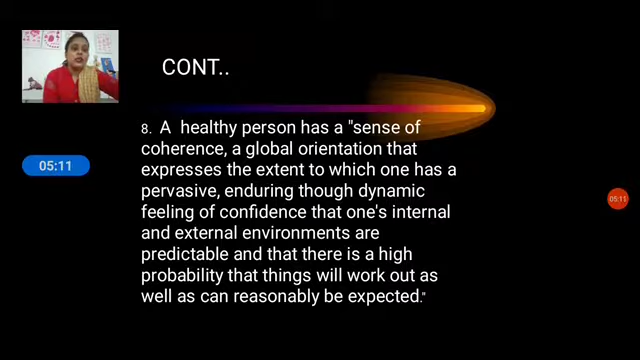 CONT..
8. A healthy person has a "sense of
coherence, a global orientation that
expresses the extent to which one has a
pervasive, enduring though dynamic
feeling of confidence that one's internal
and external environments are
predictable and that there is a high
probability that things will work out as
well as can reasonably be expected."
05:11
05:11